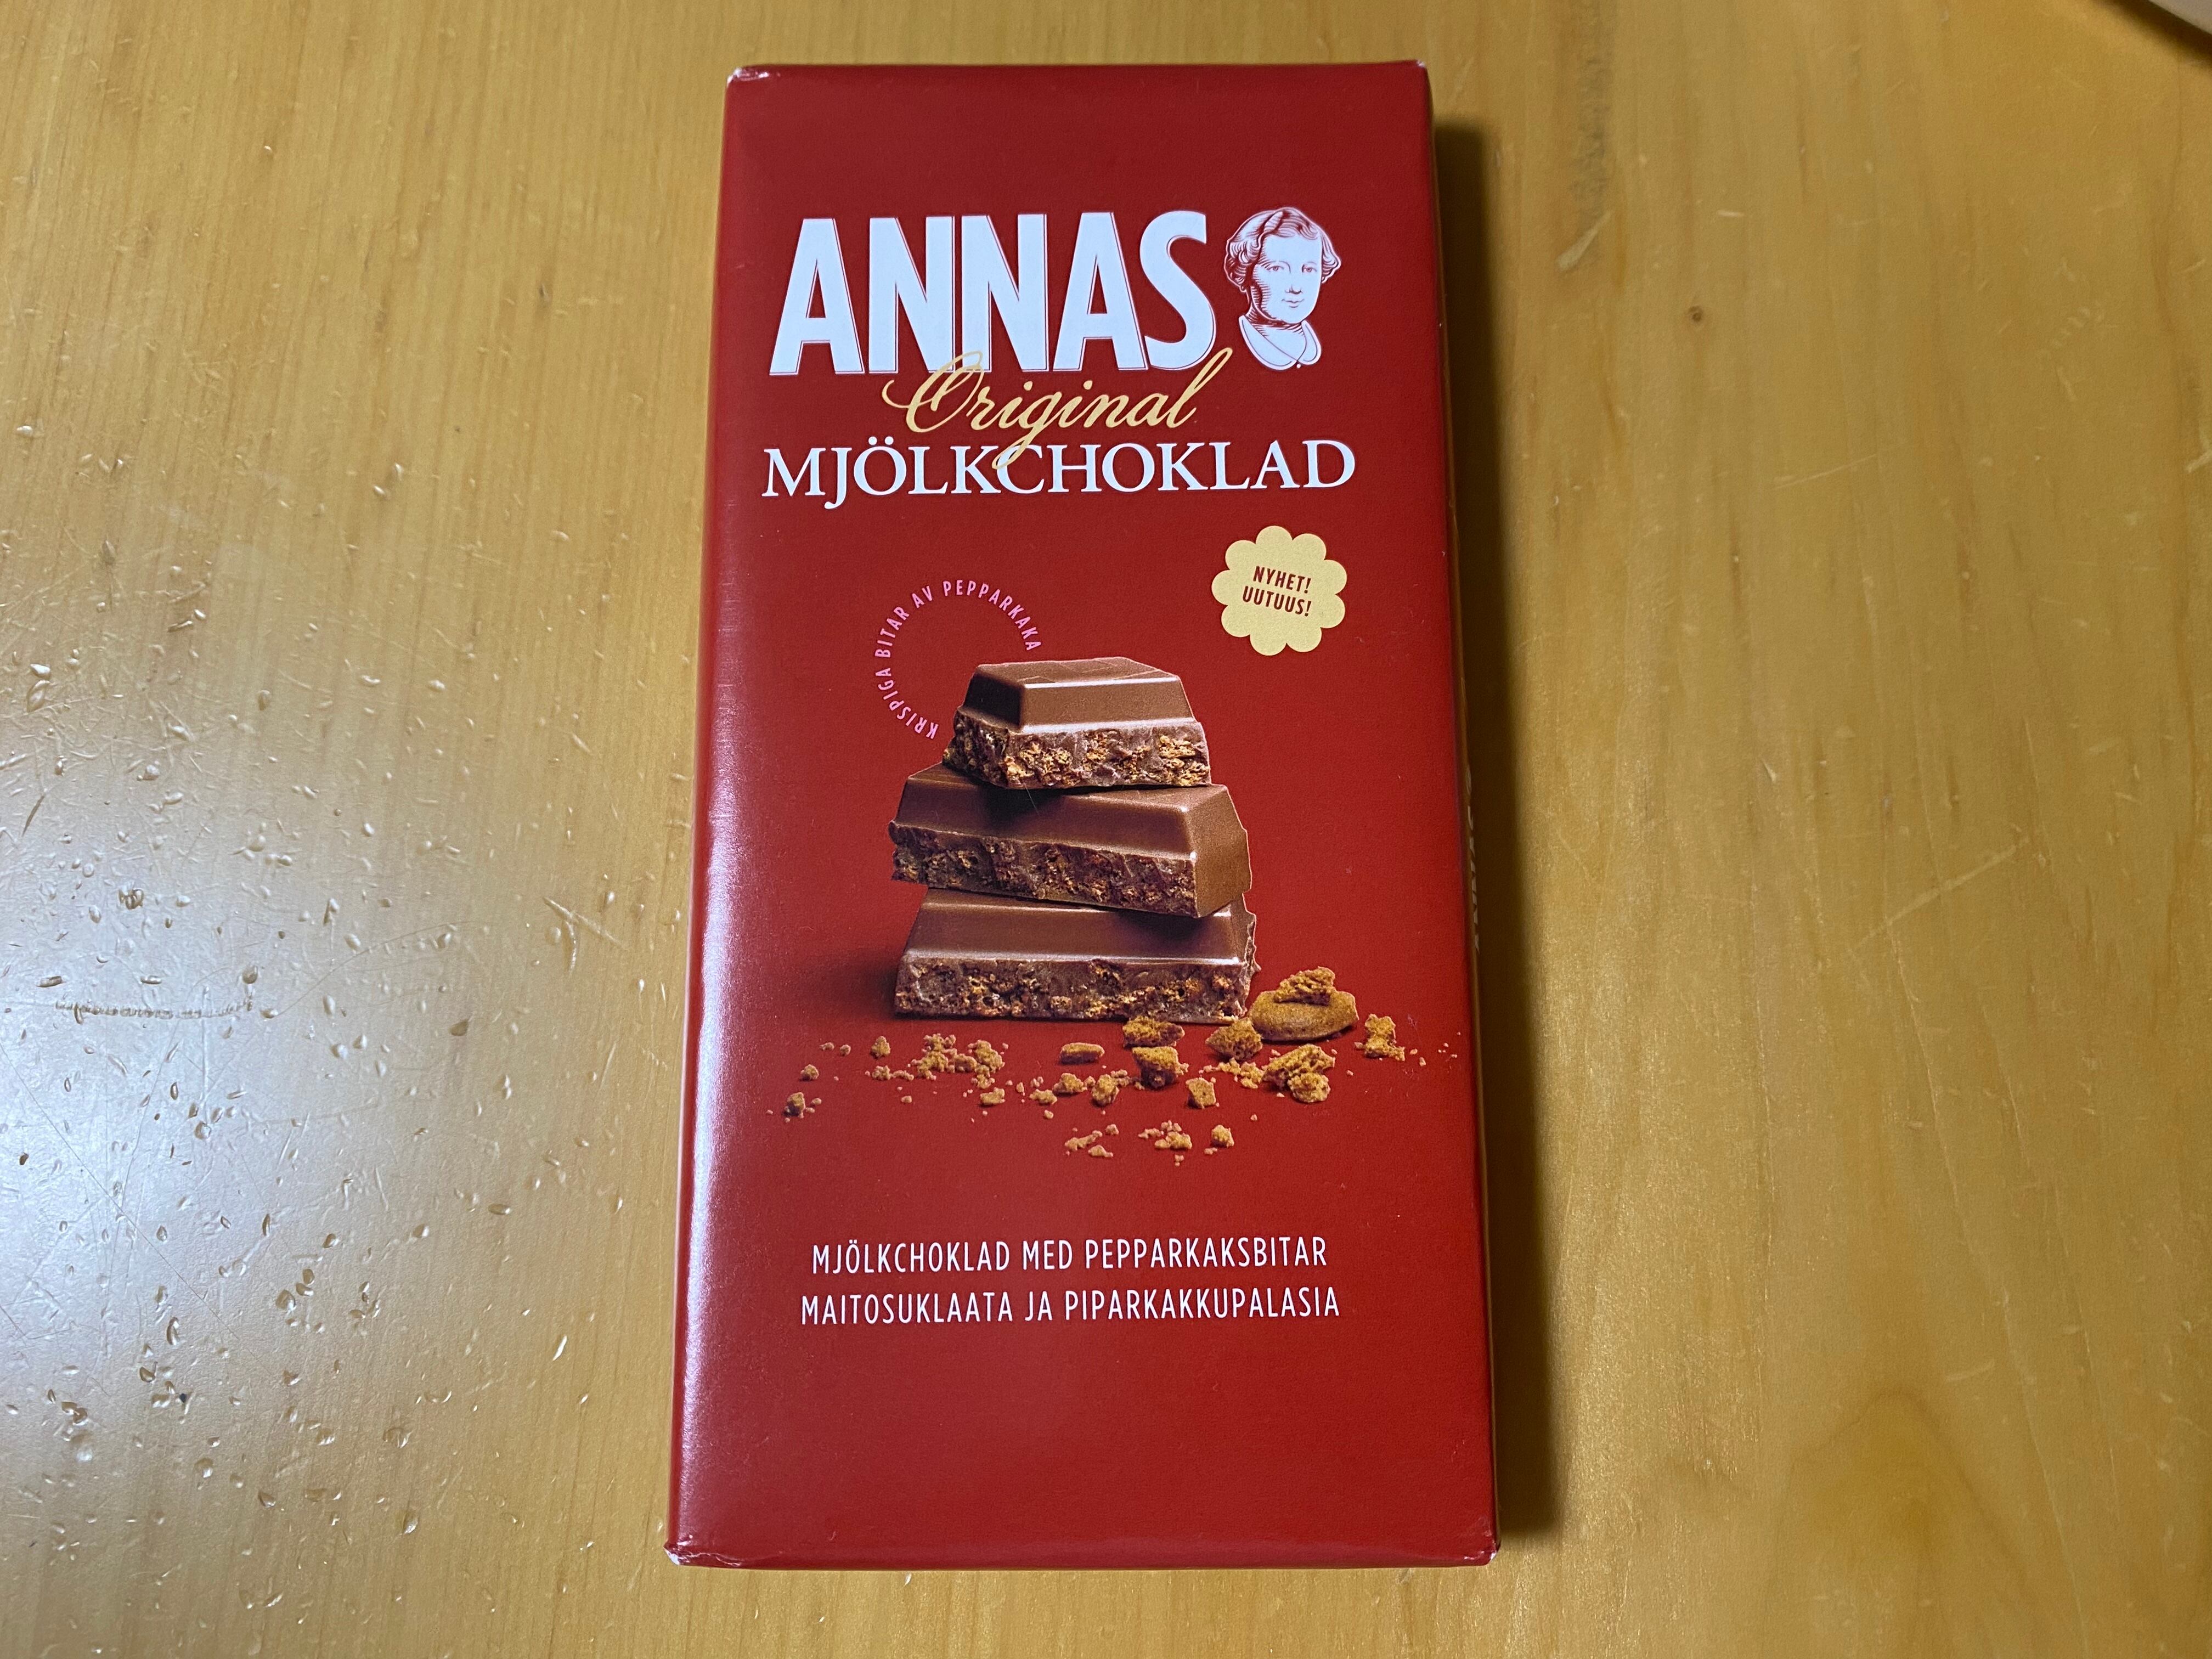 ANNAS
Original
MJÖLKCHOKLAD
NYHET!
UUTUUS!
KRISPIGA BITAR AV PEPPARKAKA
MJÖLKCHOKLAD MED PEPPARKAKSBITAR
MAITOSUKLAATA JA PIPARKAKKUPALASIA